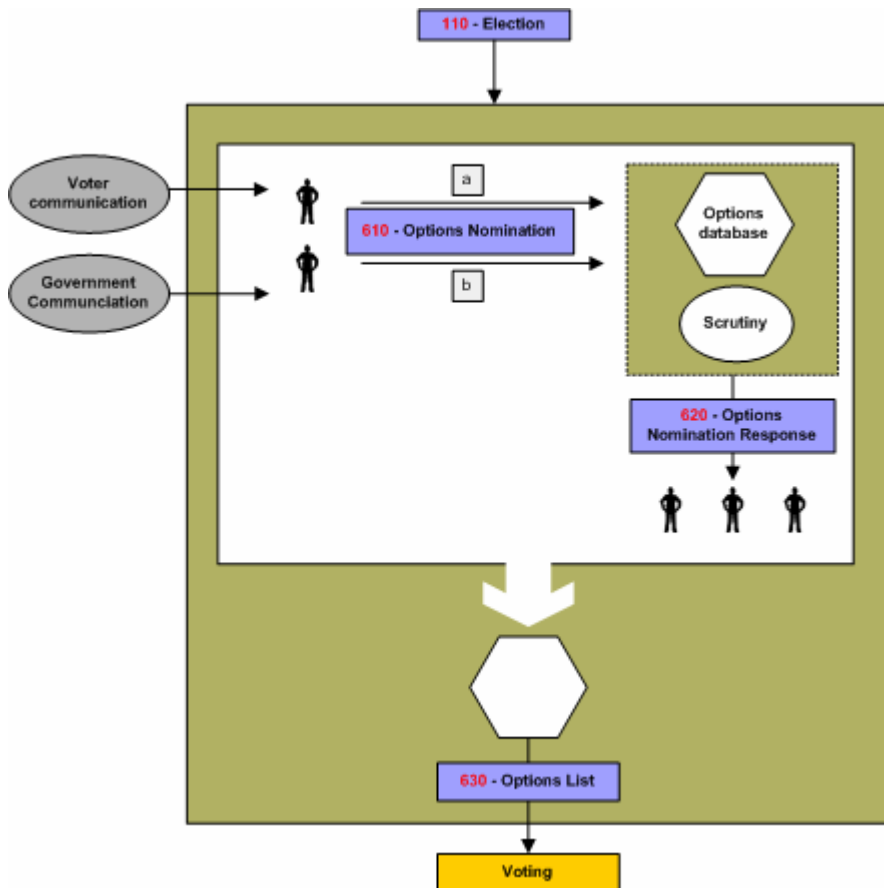 110 - Election
Voter
communication
a
Options
database
610 - Options Nomination
Government
Communciation
b
Scrutiny
620 - Options
Nomination Response
630 - Options List
Voting